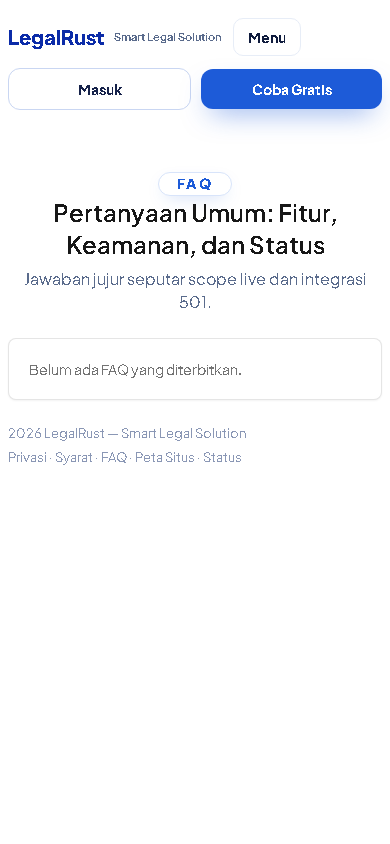 LegalRust Smart Legal Solution Menu
Masuk Coba Gratis
FAQ
Pertanyaan Umum: Fitur,
Keamanan, dan Status
Jawaban jujur seputar scope live dan integrasi
501.
Belum ada FAQ yang diterbitkan.
2026 LegalRust — Smart Legal Solution
Privasi · Syarat · FAQ · Peta Situs · Status